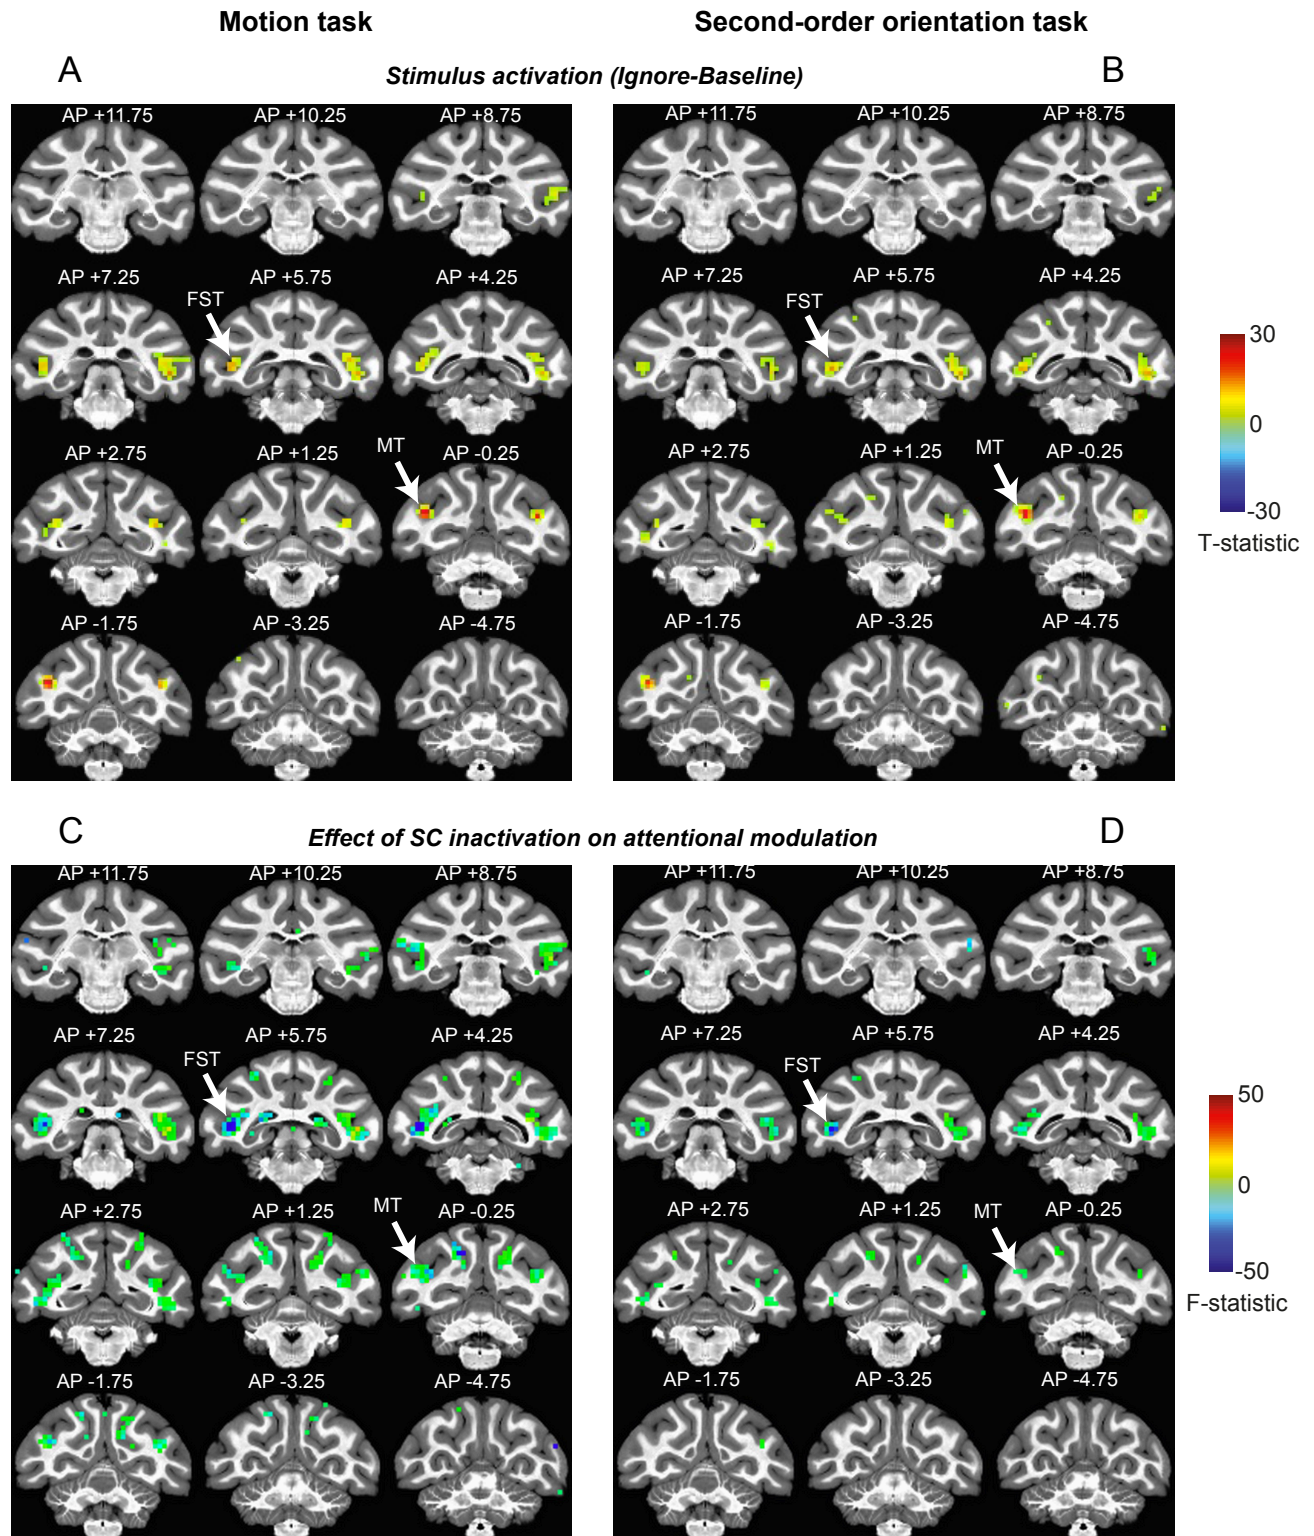 Motion task
Second-order orientation task
A
Stimulus activation (Ignore-Baseline)
B
AP +11.75
AP +10.25
AP +8.75
AP +7.25
AP +5.75
AP +4.25
FST
AP +2.75
AP +1.25
AP -0.25
MT
AP -1.75
AP -3.25
AP -4.75
AP +11.75
AP +10.25
AP +8.75
AP +7.25
AP +5.75
AP +4.25
FST
AP +2.75
AP +1.25
AP -0.25
MT
AP -1.75
AP -3.25
AP -4.75
30
0
-30
T-statistic
C
Effect of SC inactivation on attentional modulation
D
AP +11.75
AP +10.25
AP +8.75
AP +7.25
AP +5.75
AP +4.25
FST
AP +2.75
AP +1.25
AP -0.25
MT
AP -1.75
AP -3.25
AP -4.75
AP +11.75
AP +10.25
AP +8.75
AP +7.25
AP +5.75
AP +4.25
FST
AP +2.75
AP +1.25
AP -0.25
MT
AP -1.75
AP -3.25
AP -4.75
50
0
-50
F-statistic